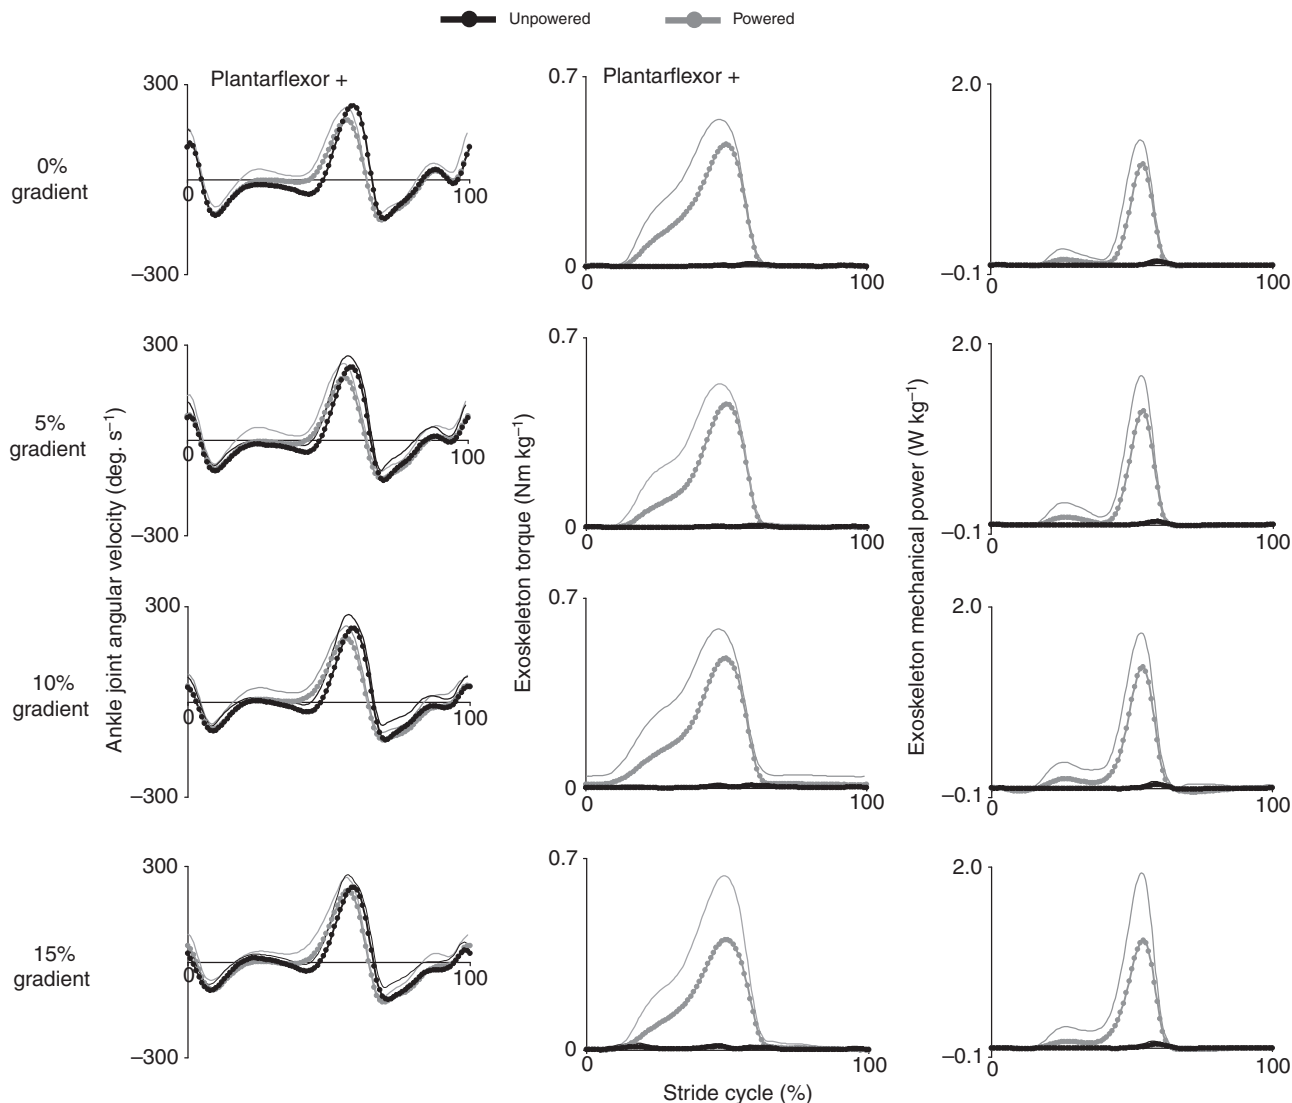 Unpowered Powered
Plantarflexor + Plantarflexor +
300 0.7 2.0
0%
gradient
0 100
–300 0 0 100 –0.1 0 100
300 0.7 2.0
5%
gradient
0 100
–300 0 0 100 –0.1 0 100
Ankle joint angular velocity (deg. s–1)
Exoskeleton torque (Nm kg–1)
Exoskeleton mechanical power (W kg–1)
300 0.7 2.0
10%
gradient
0 100
–300 0 0 100 –0.1 0 100
300 0.7 2.0
15%
gradient
0 100
–300 0 0 100 –0.1 0 100
Stride cycle (%)